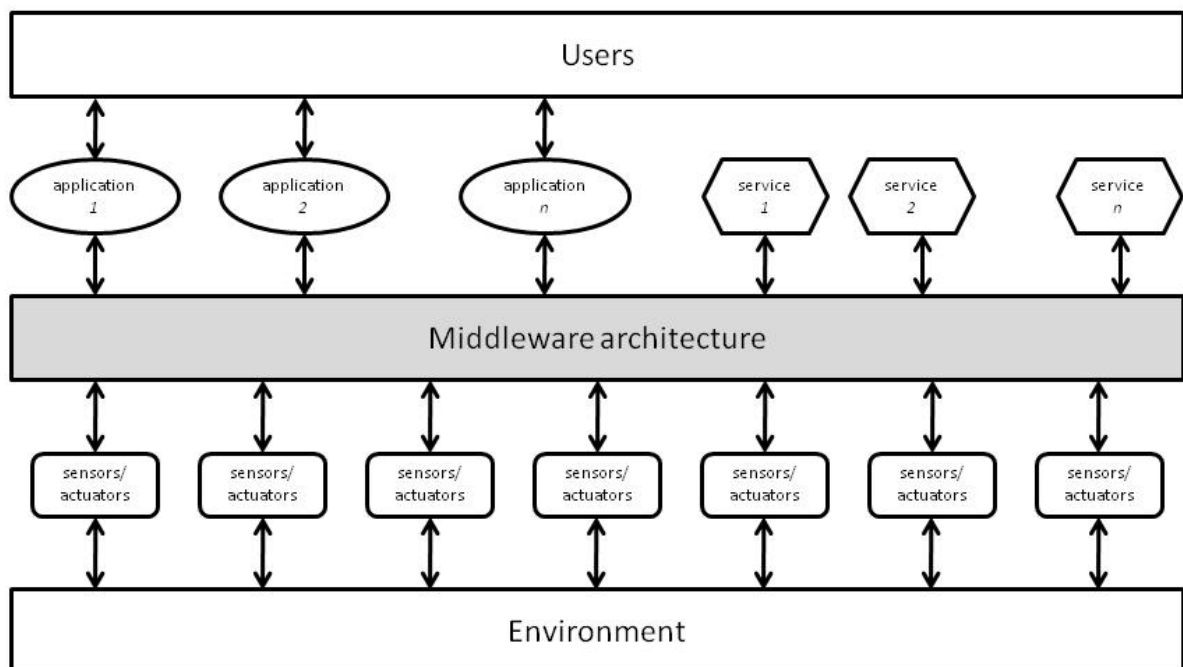 Users
application
1
application
2
application
n
service
1
service
2
service
n
Middleware architecture
sensors/
actuators
sensors/
actuators
sensors/
actuators
sensors/
actuators
sensors/
actuators
sensors/
actuators
sensors/
actuators
Environment